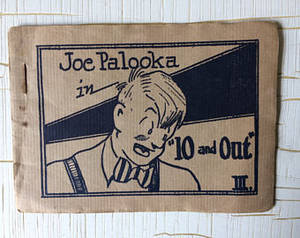 Joe Palooka
in
"10 and Out"
III.